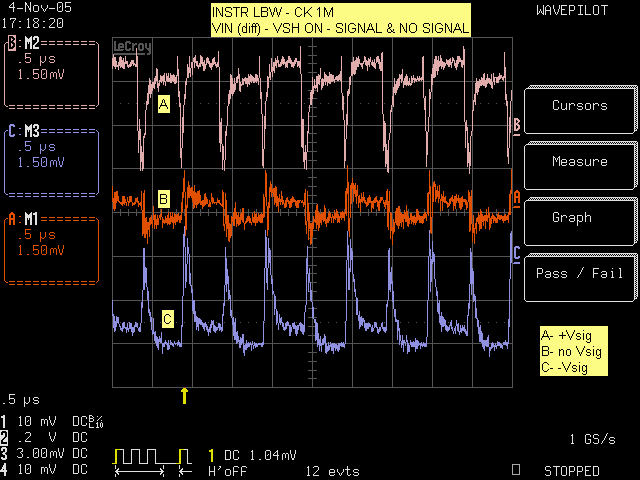 4-Nov-05
17:18:20
INSTR LBW - CK 1M
VIN (diff) - VSH ON - SIGNAL & NO SIGNAL
WAVEPILOT
LeCroy
B:M2
.5 µs
1.50mV
C:M3
.5 µs
1.50mV
A:M1
.5 µs
1.50mV
A
B
C
B
A
C
Cursors
Measure
Graph
Pass / Fail
A- +Vsig
B- no Vsig
C- -Vsig
.5 µs
1 10 mV DC
2 .2 V DC
3 3.00mV DC
4 10 mV DC
1 DC 1.04mV
H'oFF
12 evts
1 GS/s
STOPPED